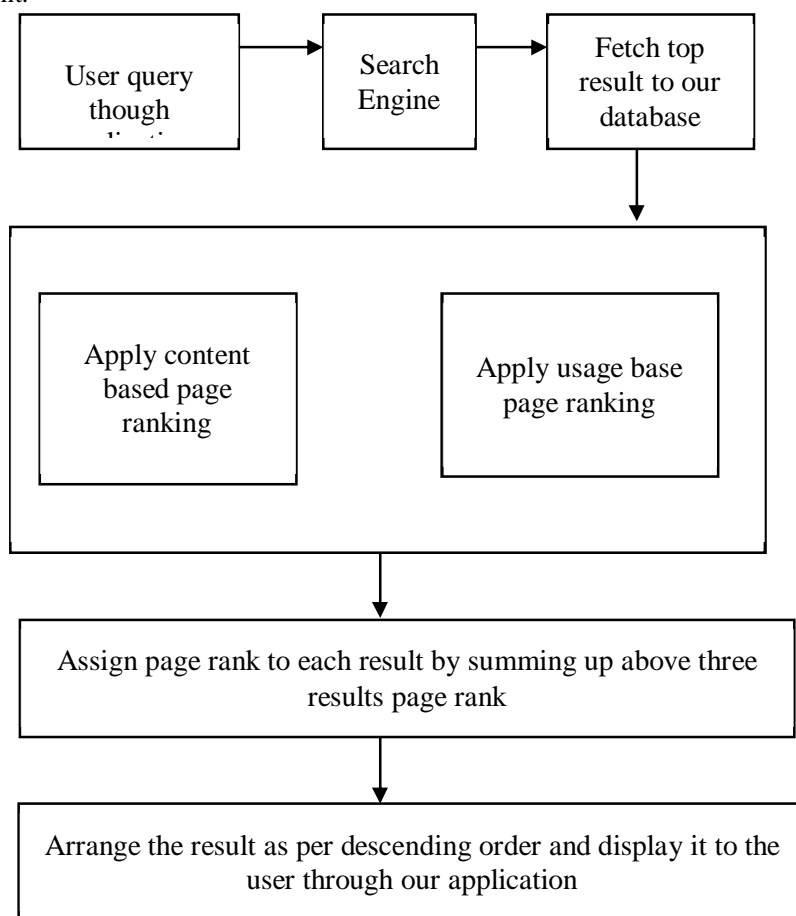 User query
though
Search
Engine
Fetch top
result to our
database
Apply content
based page
ranking
Apply usage base
page ranking
Assign page rank to each result by summing up above three
results page rank
Arrange the result as per descending order and display it to the
user through our application